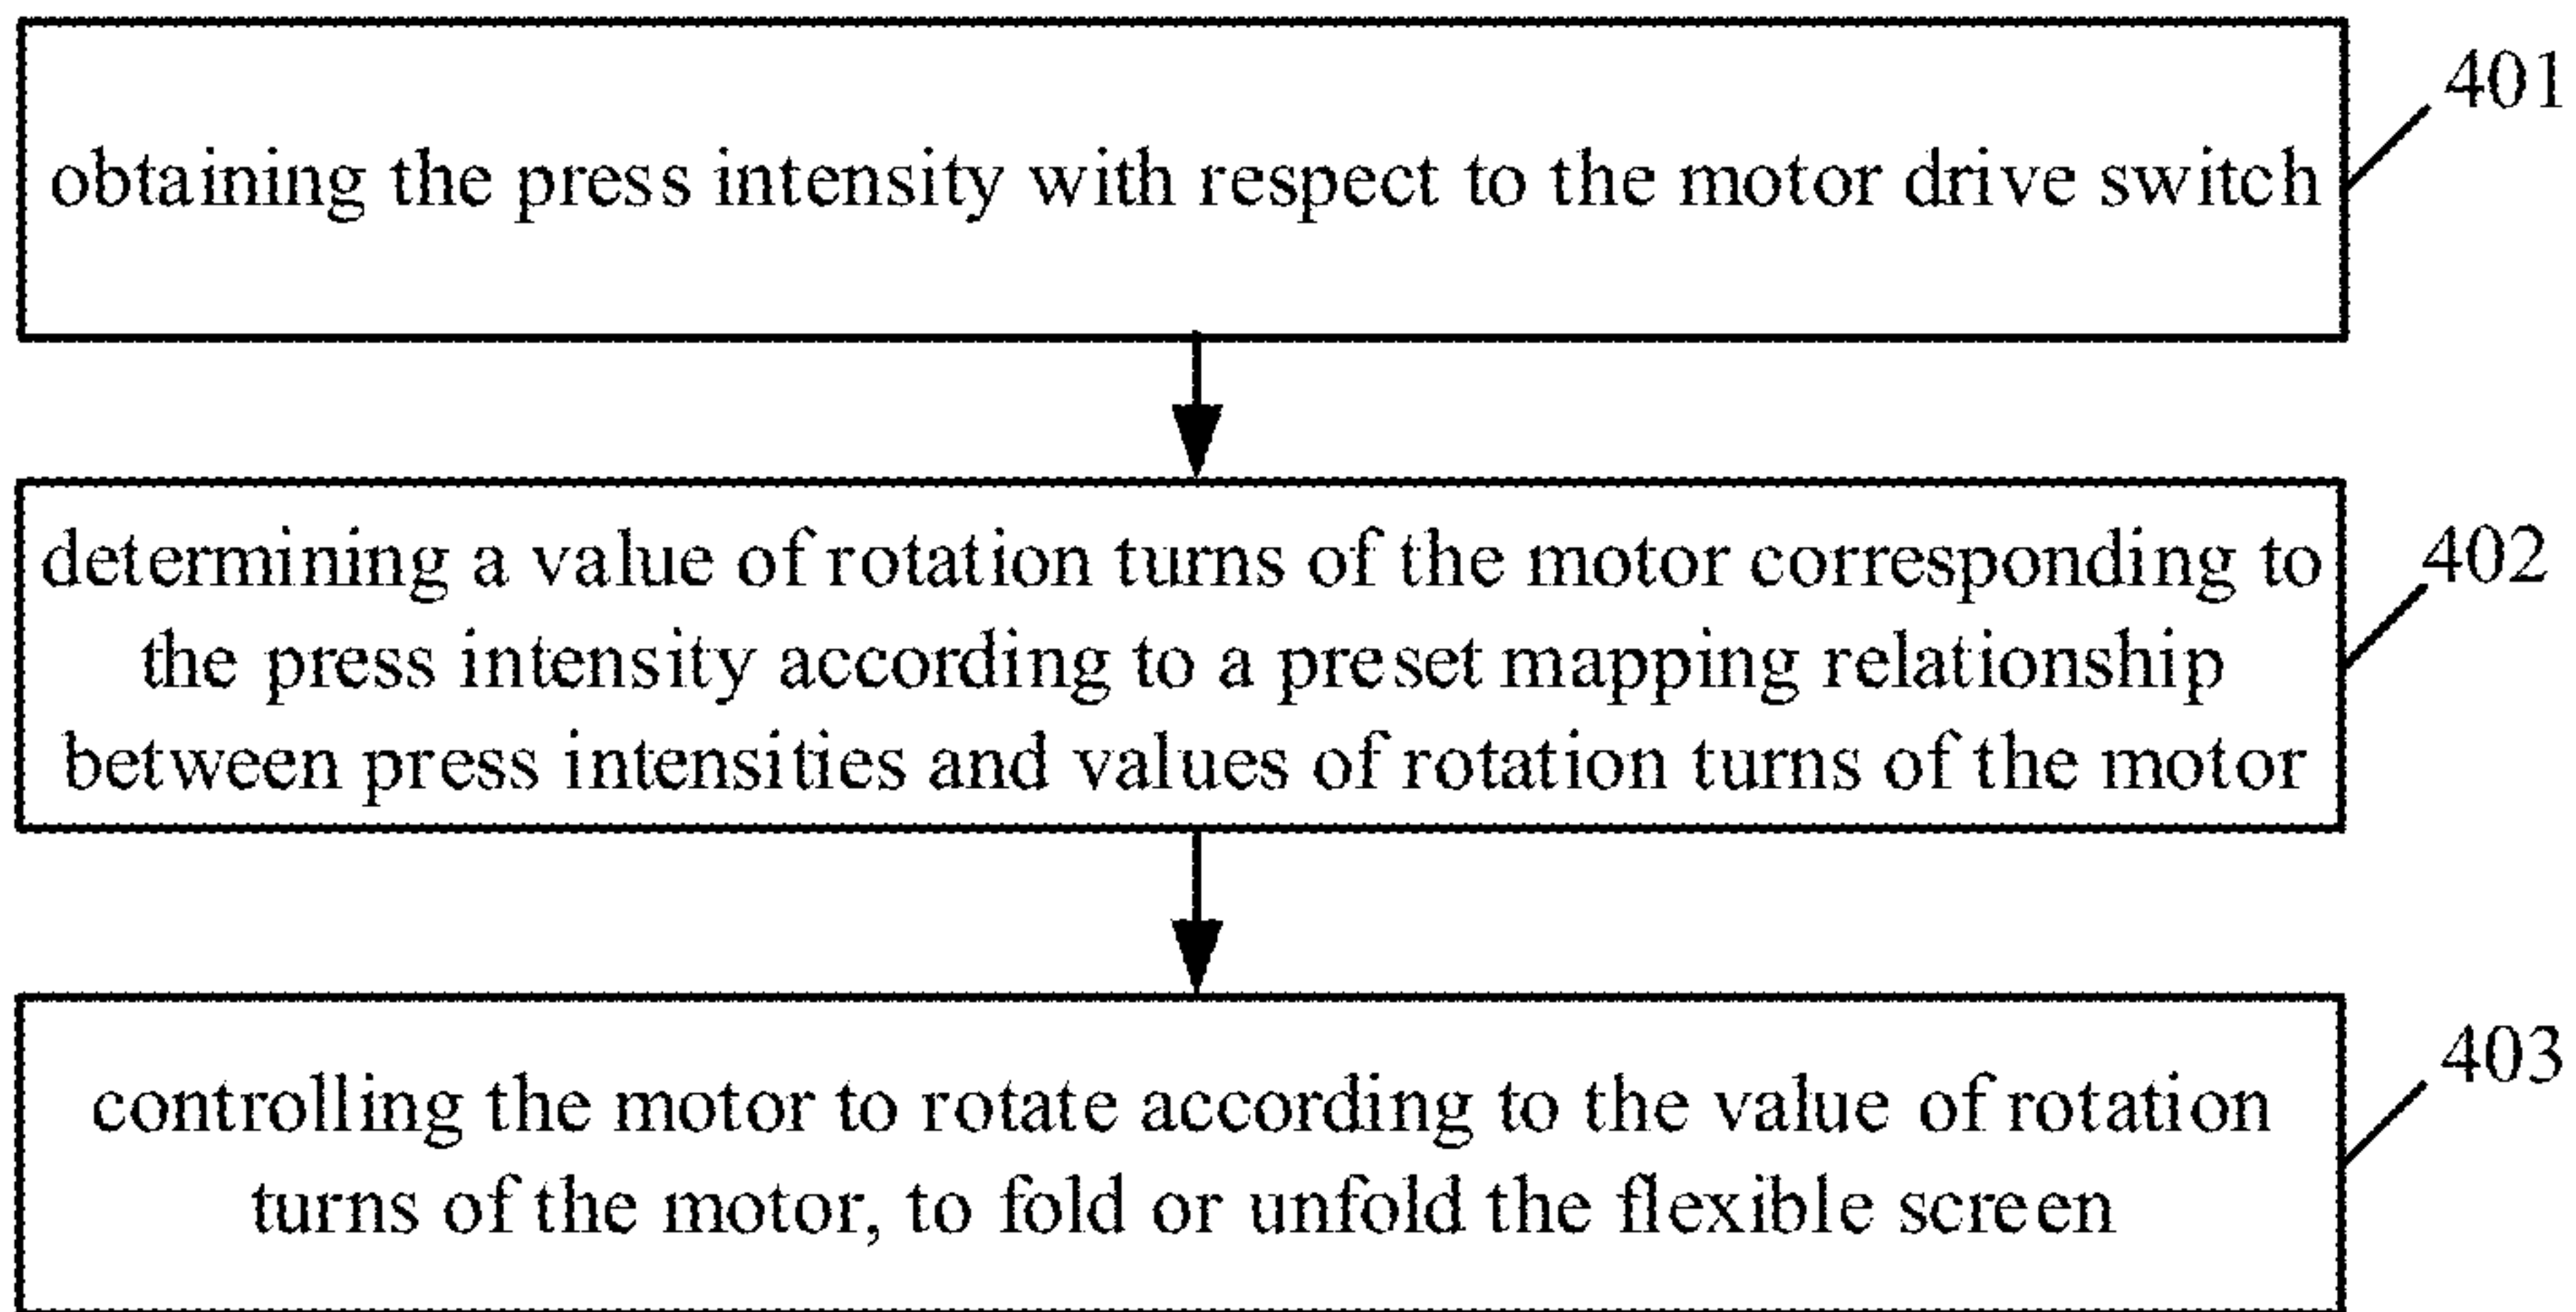 401
obtaining the press intensity with respect to the motor drive switch
402
determining a value of rotation turns of the motor corresponding to
the press intensity according to a preset mapping relationship
between press intensities and values of rotation turns of the motor
403
controlling the motor to rotate according to the value of rotation
turns of the motor, to fold or unfold the flexible screen